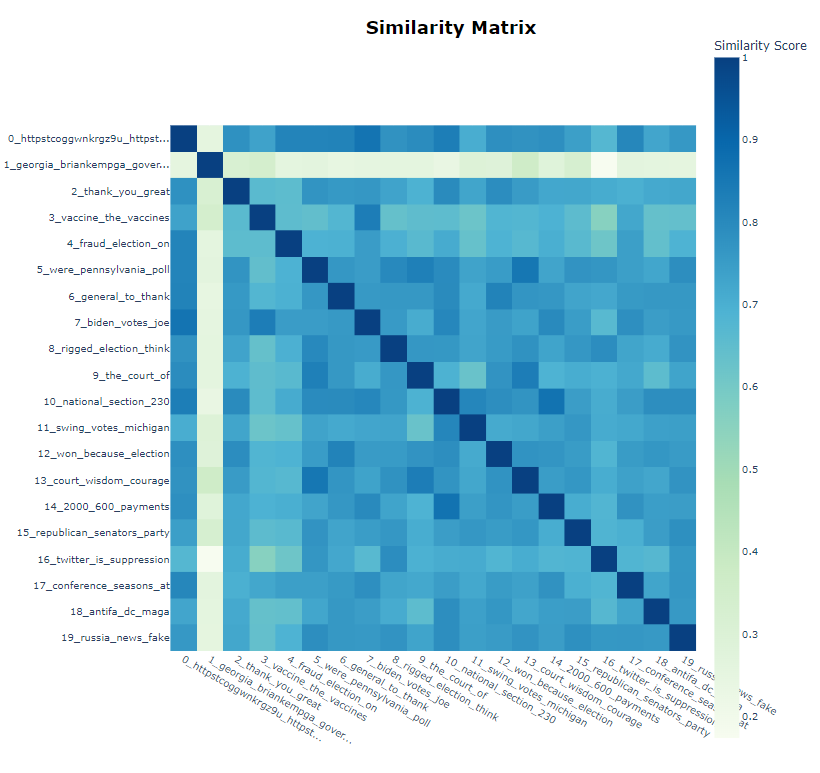 Similarity Matrix
Similarity Score
1
0.9
0.8
0.7
0.6
0.5
0.4
0.3
0.2
0_httpstcoggwnkrgz9u_httpst...
1_georgia_briankempga_gover...
2_thank_you_great
3_vaccine_the_vaccines
4_fraud_election_on
5_were_pennsylvania_poll
6_general_to_thank
7_biden_votes_joe
8_rigged_election_think
9_the_court_of
10_national_section_230
11_swing_votes_michigan
12_won_because_election
13_court_wisdom_courage
14_2000_600_payments
15_republican_senators_party
16_twitter_is_suppression
17_conference_seasons_at
18_antifa_dc_maga
19_russia_news_fake
0_httpstcoggwnkrgz9u_httpst...
1_georgia_briankempga_gover...
2_thank_you_great
3_vaccine_the_vaccines
4_fraud_election_on
5_were_pennsylvania_poll
6_general_to_thank
7_biden_votes_joe
8_rigged_election_think
9_the_court_of
10_national_section_230
11_swing_votes_michigan
12_won_because_election
13_court_wisdom_courage
14_2000_600_payments
15_republican_senators_party
16_twitter_is_suppression
17_conference_seasons_at
18_antifa_dc_maga
19_russia_news_fake